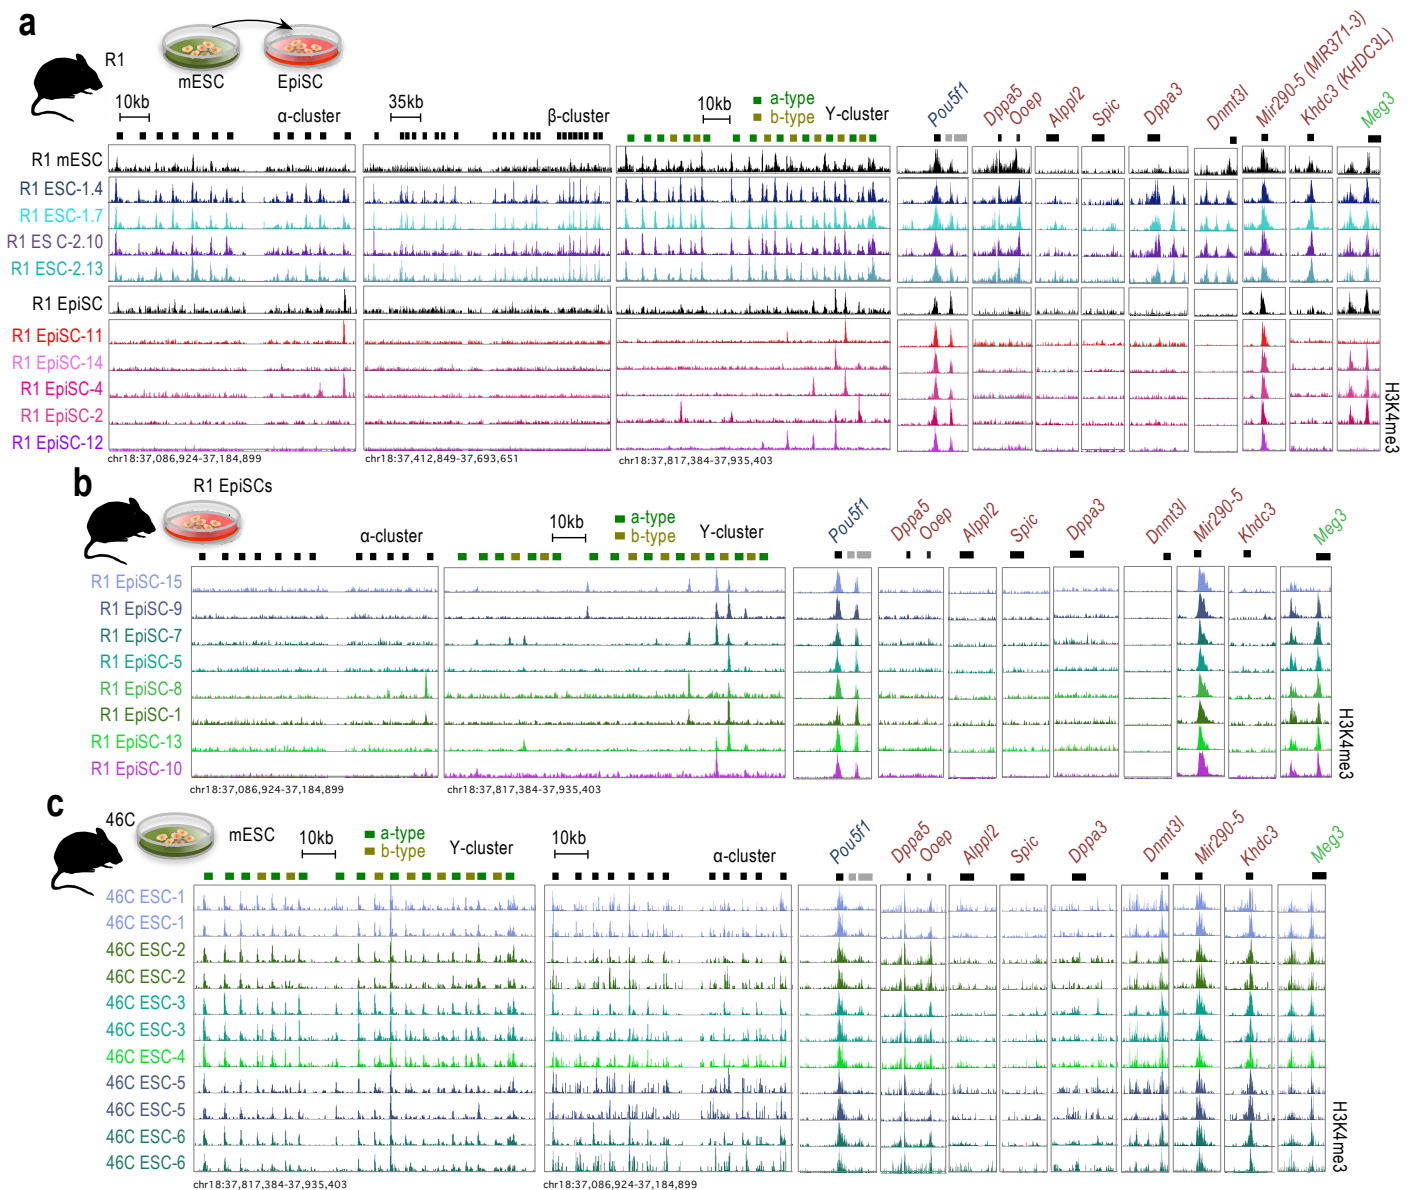 a
R1
mESC
EpiSC
10kb
α-cluster
35kb
β-cluster
10kb
a-type
b-type
γ-cluster
Pou5f1
Dppa5
Ooep
Alppl2
Spic
Dppa3
Dnmt3l
Mir290-5 (MIR371-3)
Khdc3 (KHDC3L)
Meg3
R1 mESC
R1 ESC-1.4
R1 ESC-1.7
R1 ES C-2.10
R1 ESC-2.13
R1 EpiSC
R1 EpiSC-11
R1 EpiSC-14
R1 EpiSC-4
R1 EpiSC-2
R1 EpiSC-12
H3K4me3
chr18:37,086,924-37,184,899
chr18:37,412,849-37,693,651
chr18:37,817,384-37,935,403
b
R1 EpiSCs
α-cluster
10kb
a-type
b-type
γ-cluster
Pou5f1
Dppa5
Ooep
Alppl2
Spic
Dppa3
Dnmt3l
Mir290-5
Khdc3
Meg3
R1 EpiSC-15
R1 EpiSC-9
R1 EpiSC-7
R1 EpiSC-5
R1 EpiSC-8
R1 EpiSC-1
R1 EpiSC-13
R1 EpiSC-10
H3K4me3
chr18:37,086,924-37,184,899
chr18:37,817,384-37,935,403
c
46C
mESC
10kb
a-type
b-type
γ-cluster
10kb
α-cluster
Pou5f1
Dppa5
Ooep
Alppl2
Spic
Dppa3
Dnmt3l
Mir290-5
Khdc3
Meg3
46C ESC-1
46C ESC-1
46C ESC-2
46C ESC-2
46C ESC-3
46C ESC-3
46C ESC-4
46C ESC-5
46C ESC-5
46C ESC-6
46C ESC-6
H3K4me3
chr18:37,817,384-37,935,403
chr18:37,086,924-37,184,899